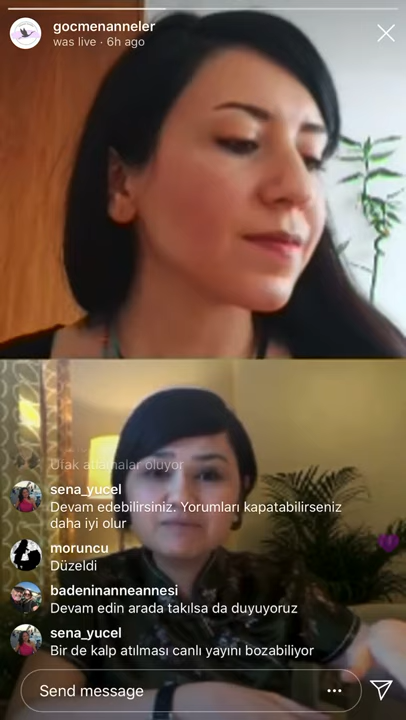 gocmenanneler
was live · 6h ago
Ufak atlamalar oluyor
sena_yucel
Devam edebilirsiniz. Yorumları kapatabilirseniz
daha iyi olur
moruncu
Düzeldi
badeninanneannesi
Devam edin arada takılsa da duyuyoruz
sena_yucel
Bir de kalp atılması canlı yayını bozabiliyor
Send message